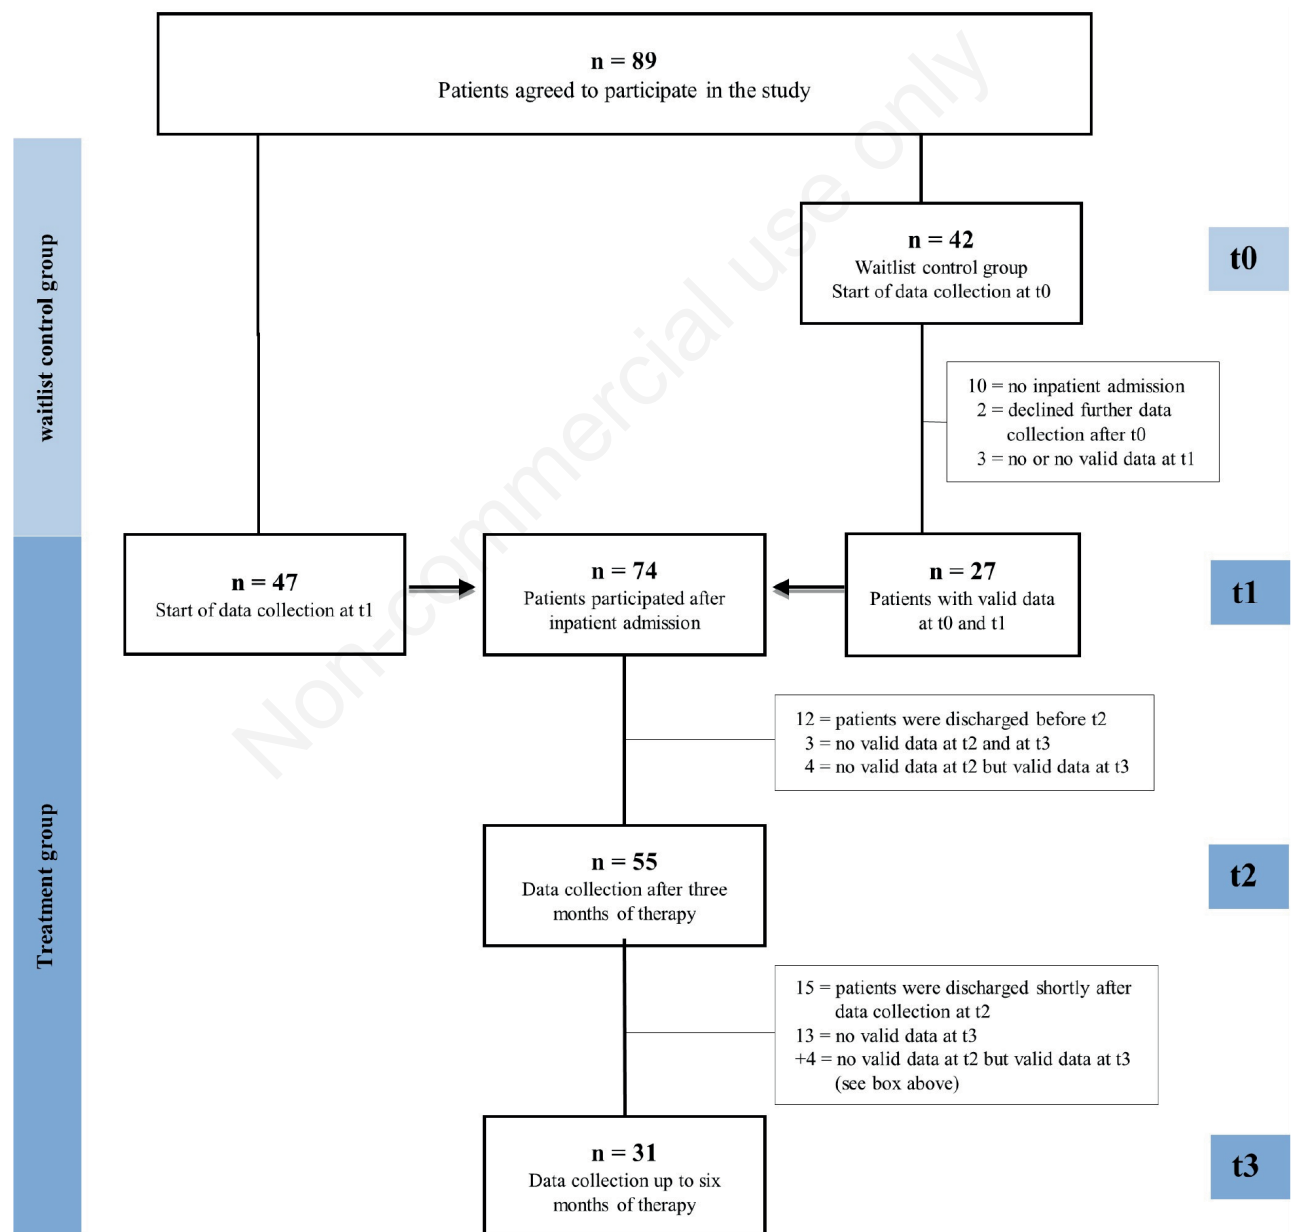 n = 89
Patients agreed to participate in the study
waitlist control group
n = 42
Waitlist control group
Start of data collection at t0
t0
10 = no inpatient admission
2 = declined further data
collection after t0
3 = no or no valid data at t1
n = 47
Start of data collection at t1
n = 74
Patients participated after
inpatient admission
n = 27
Patients with valid data
at t0 and t1
t1
Treatment group
12 = patients were discharged before t2
3 = no valid data at t2 and at t3
4 = no valid data at t2 but valid data at t3
n = 55
Data collection after three
months of therapy
t2
15 = patients were discharged shortly after
data collection at t2
13 = no valid data at t3
+4 = no valid data at t2 but valid data at t3
(see box above)
n = 31
Data collection up to six
months of therapy
t3
Non-commercial use only